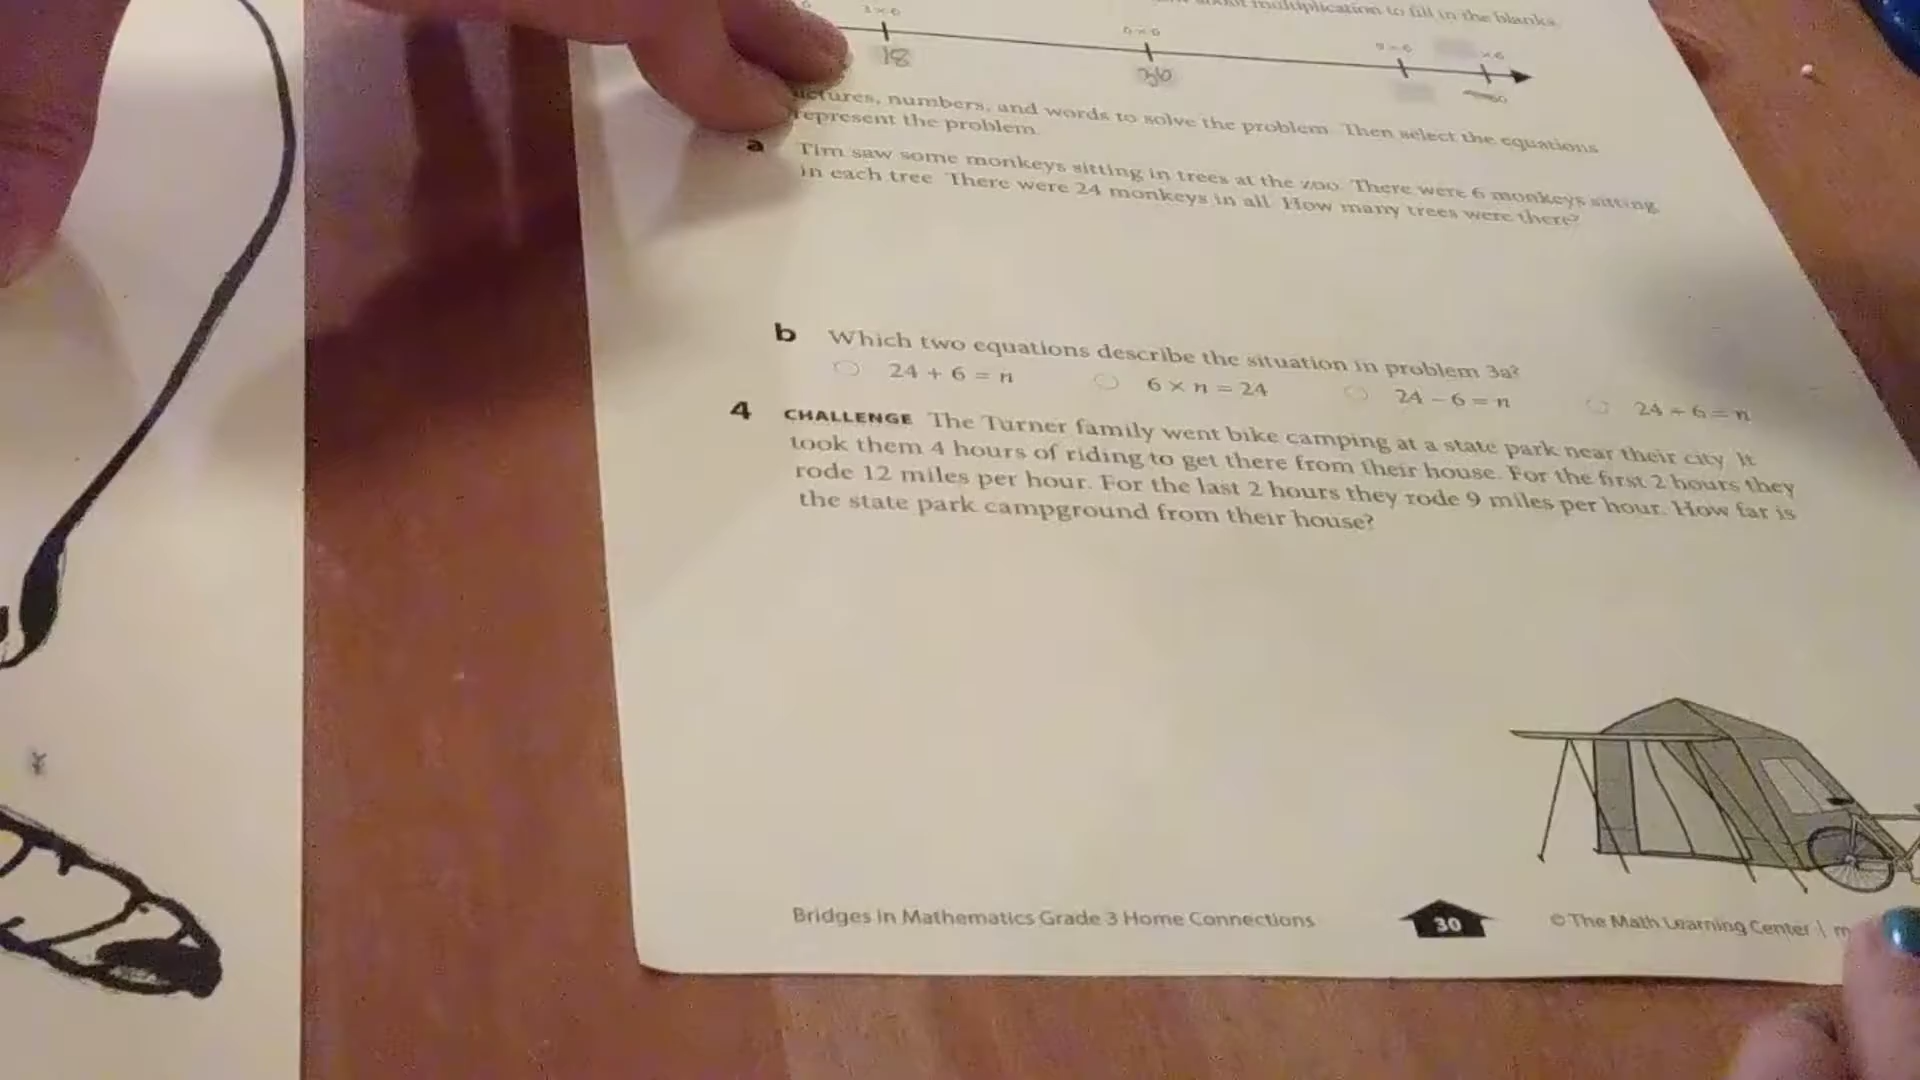 multiplication to fill in the blanks
3 × 6
6 × 6
9 × 6
× 6
18
36
numbers, and words to solve the problem. Then select the equations
represent the problem.
a Tim saw some monkeys sitting in trees at the zoo. There were 6 monkeys sitting
in each tree. There were 24 monkeys in all. How many trees were there?
b Which two equations describe the situation in problem 3a?
24 + 6 = n 6 × n = 24 24 – 6 = n 24 ÷ 6 = n
4 CHALLENGE The Turner family went bike camping at a state park near their city. It
took them 4 hours of riding to get there from their house. For the first 2 hours they
rode 12 miles per hour. For the last 2 hours they rode 9 miles per hour. How far is
the state park campground from their house?
Bridges in Mathematics Grade 3 Home Connections 30 © The Math Learning Center |